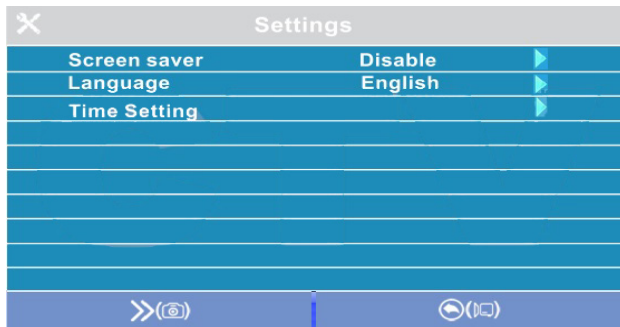 Settings
Screen saver Disable
Language English
Time Setting